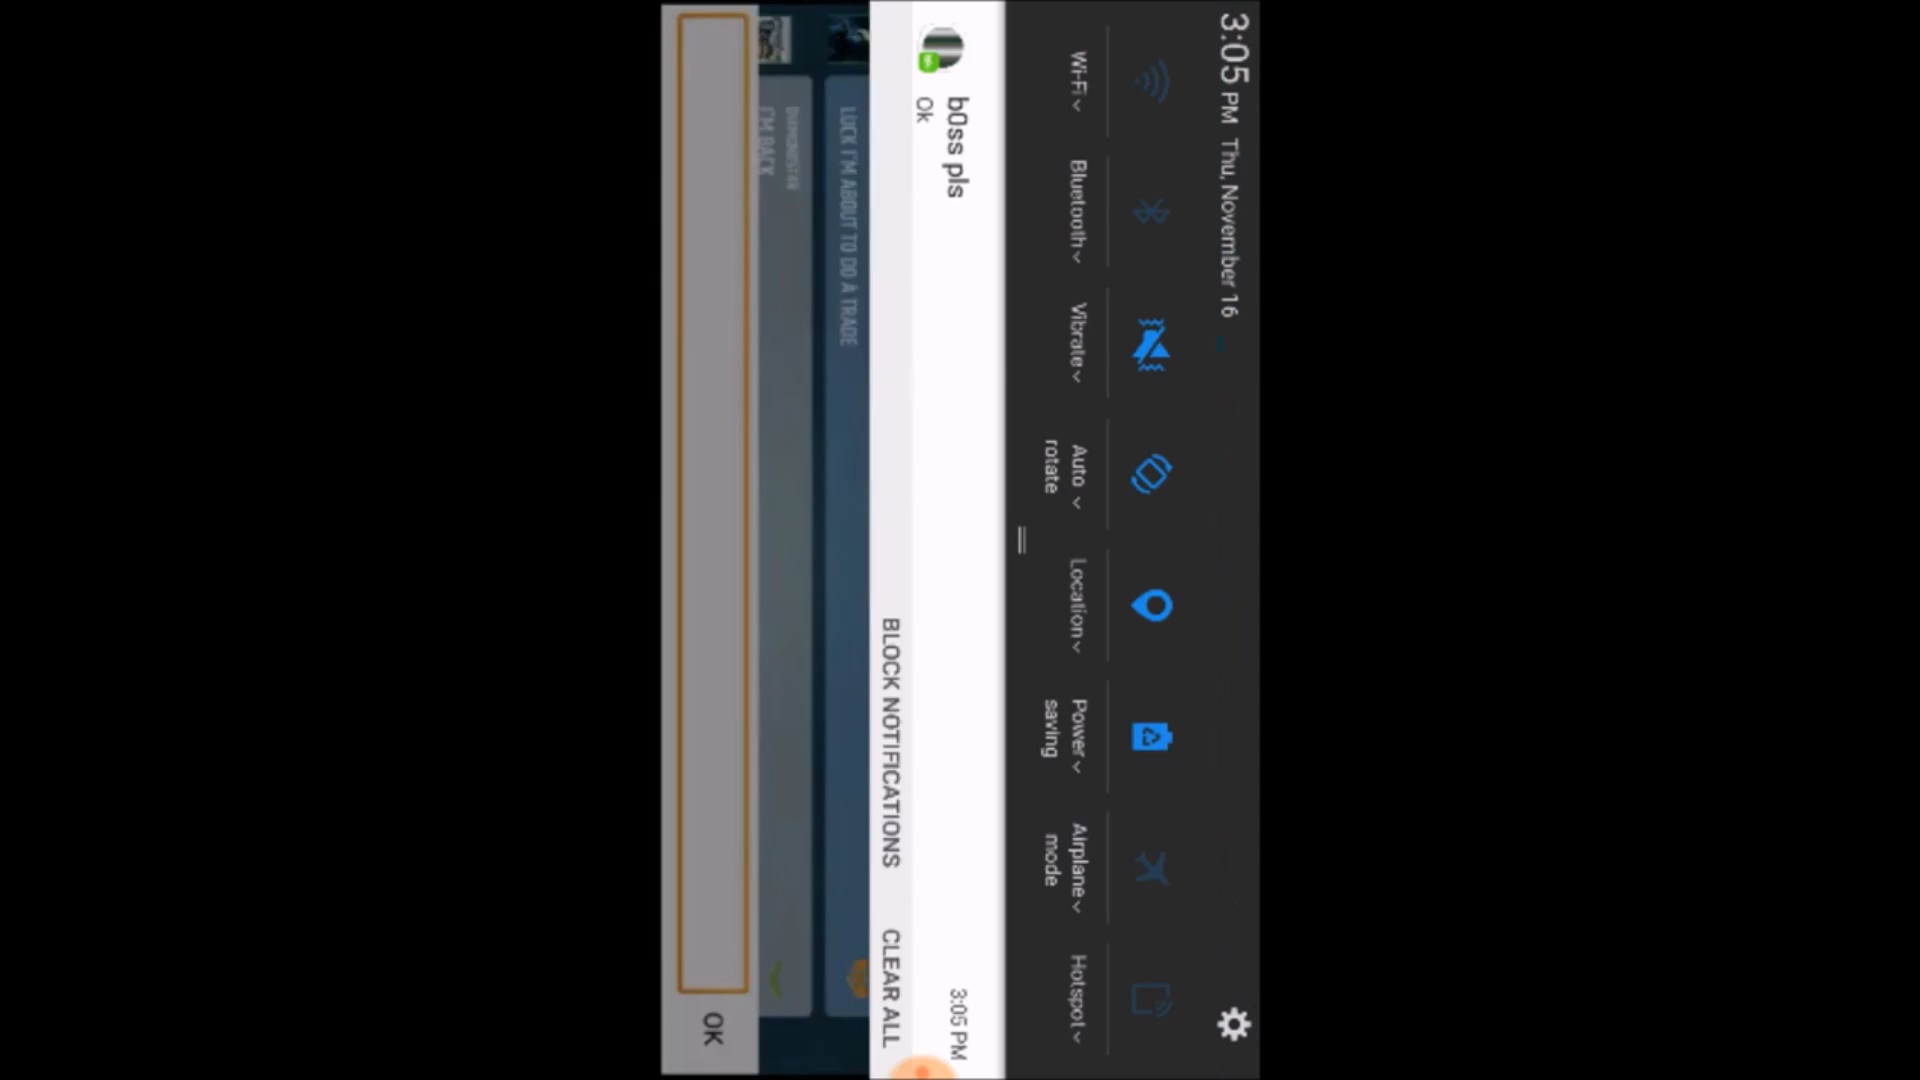 3:05 PM Thu, November 16
Wi-Fi
Bluetooth
Vibrate
Auto
rotate
Location
Power
saving
Airplane
mode
Hotspot
b0ss pls
3:05 PM
Ok
BLOCK NOTIFICATIONS
CLEAR ALL
LUCK I'M ABOUT TO DO A TRADE
I'M BACK
OK